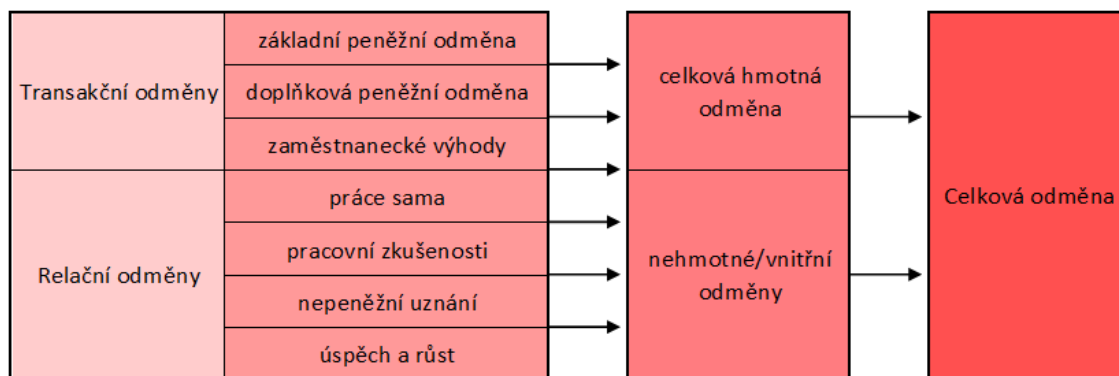 Transakční odměny
základní peněžní odměna
doplňková peněžní odměna
zaměstnanecké výhody
Relační odměny
práce sama
pracovní zkušenosti
nepeněžní uznání
úspěch a růst
celková hmotná
odměna
nehmotné/vnitřní
odměny
Celková odměna